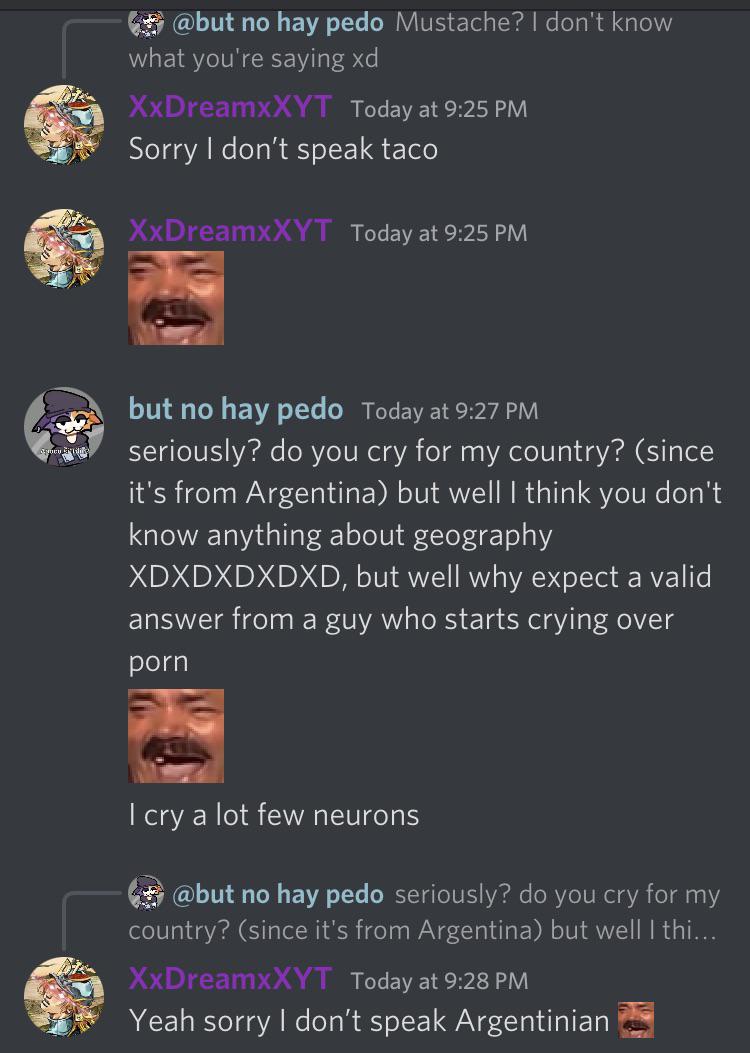 @but no hay pedo Mustache? I don't know
what you're saying xd
XxDreamxXYT Today at 9:25 PM
Sorry I don’t speak taco
XxDreamxXYT Today at 9:25 PM
but no hay pedo Today at 9:27 PM
seriously? do you cry for my country? (since
it's from Argentina) but well I think you don't
know anything about geography
XDXDXDXDXD, but well why expect a valid
answer from a guy who starts crying over
porn
I cry a lot few neurons
@but no hay pedo seriously? do you cry for my
country? (since it's from Argentina) but well I thi...
XxDreamxXYT Today at 9:28 PM
Yeah sorry I don’t speak Argentinian